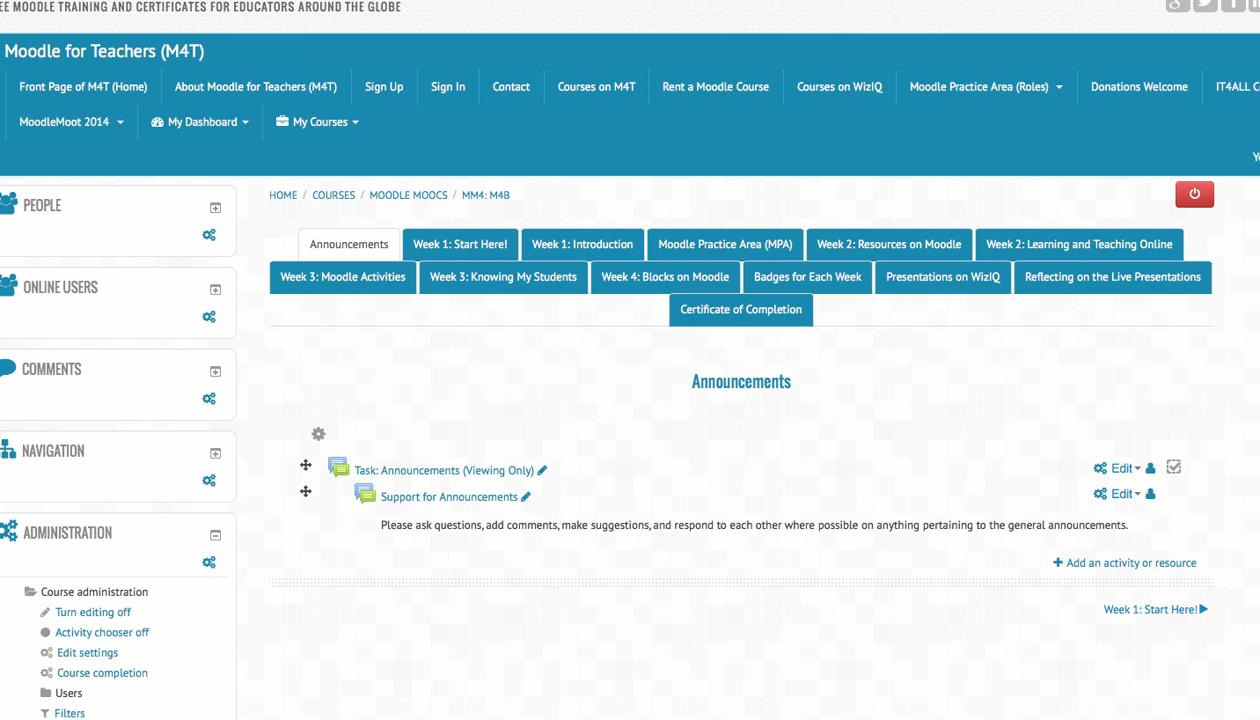 FOR EDUCATORS AROUND THE GLOBE
MOODLE TRAINING AND CERTIFICATES
Moodle for Teachers (M4T)
Front Page of M4T (Home) About Moodle for Teachers (M4T) Sign Up Sign In Contact Courses on M4T Rent a Moodle Course Courses on WizIQ Moodle Practice Area (Roles) Donations Welcome IT4ALL
MoodleMoot 2014 My Dashboard My Courses
PEOPLE
HOME / COURSES / MOODLE MOOCS / MM4: M4B
Announcements Week 1: Start Here! Week 1: Introduction Moodle Practice Area (MPA) Week 2: Resources on Moodle Week 2: Learning and Teaching Online
Week 3: Moodle Activities Week 3: Knowing My Students Week 4: Blocks on Moodle Badges for Each Week Presentations on WizIQ Reflecting on the Live Presentations
Certificate of Completion
ONLINE USERS
COMMENTS
NAVIGATION
ADMINISTRATION
Course administration
Turn editing off
Activity chooser off
Edit settings
Course completion
Users
Filters
Announcements
Task: Announcements (Viewing Only) Edit
Support for Announcements Edit
Please ask questions, add comments, make suggestions, and respond to each other where possible on anything pertaining to the general announcements.
Add an activity or resource
Week 1: Start Here!